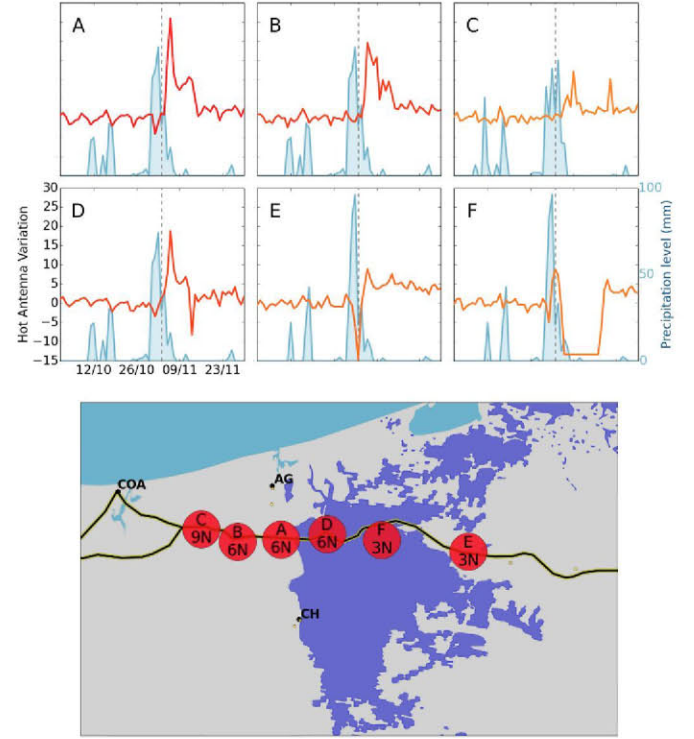 A B C
D E F
30
25
20
15
10
5
0
−5
−10
−15
Hot Antenna Variation
12/10 26/10 09/11 23/11
100
50
0
Precipitation level (mm)
COA
AG
C
9N
B
6N
A
6N
D
6N
F
3N
E
3N
CH